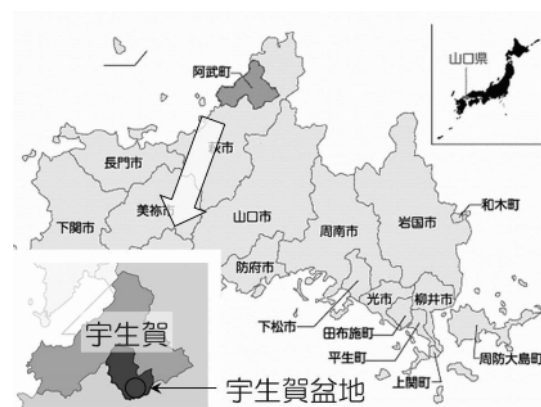 山口県
阿武町
萩市
長門市
美祢市
下関市
山口市
周南市
岩国市
和木町
防府市
下松市
光市
柳井市
田布施町
平生町
上関町
周防大島町
宇生賀
宇生賀盆地